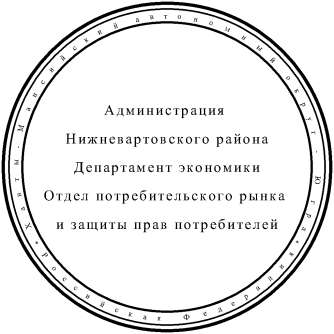 Администрация
Нижневартовского района
Департамент экономики
Отдел потребительского рынка
и защиты прав потребителей
Ханты-Мансийский автономный округ - Югра*
Российская Федерация*